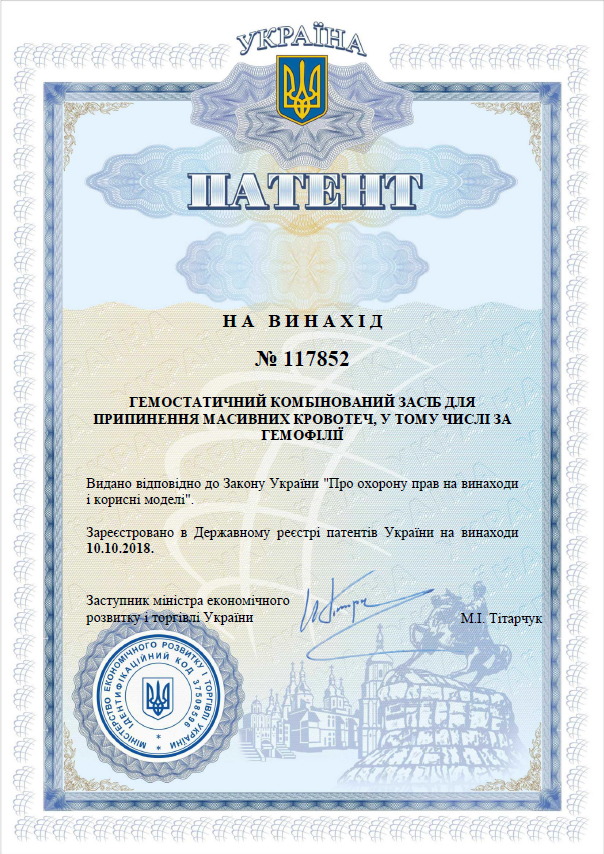 УКРАЇНА
ПАТЕНТ
НА ВИНАХІД
№ 117852
ГЕМОСТАТИЧНИЙ КОМБІНОВАНИЙ ЗАСІБ ДЛЯ
ПРИПИНЕННЯ МАСИВНИХ КРОВОТЕЧ, У ТОМУ ЧИСЛІ ЗА
ГЕМОФІЛІЇ
Видано відповідно до Закону України "Про охорону прав на винаходи
і корисні моделі".
Зареєстровано в Державному реєстрі патентів України на винаходи
10.10.2018.
Заступник міністра економічного
розвитку і торгівлі України
М.І. Тітарчук
МІНІСТЕРСТВО ЕКОНОМІЧНОГО РОЗВИТКУ І ТОРГІВЛІ УКРАЇНИ
ІДЕНТИФІКАЦІЙНИЙ КОД 37508596